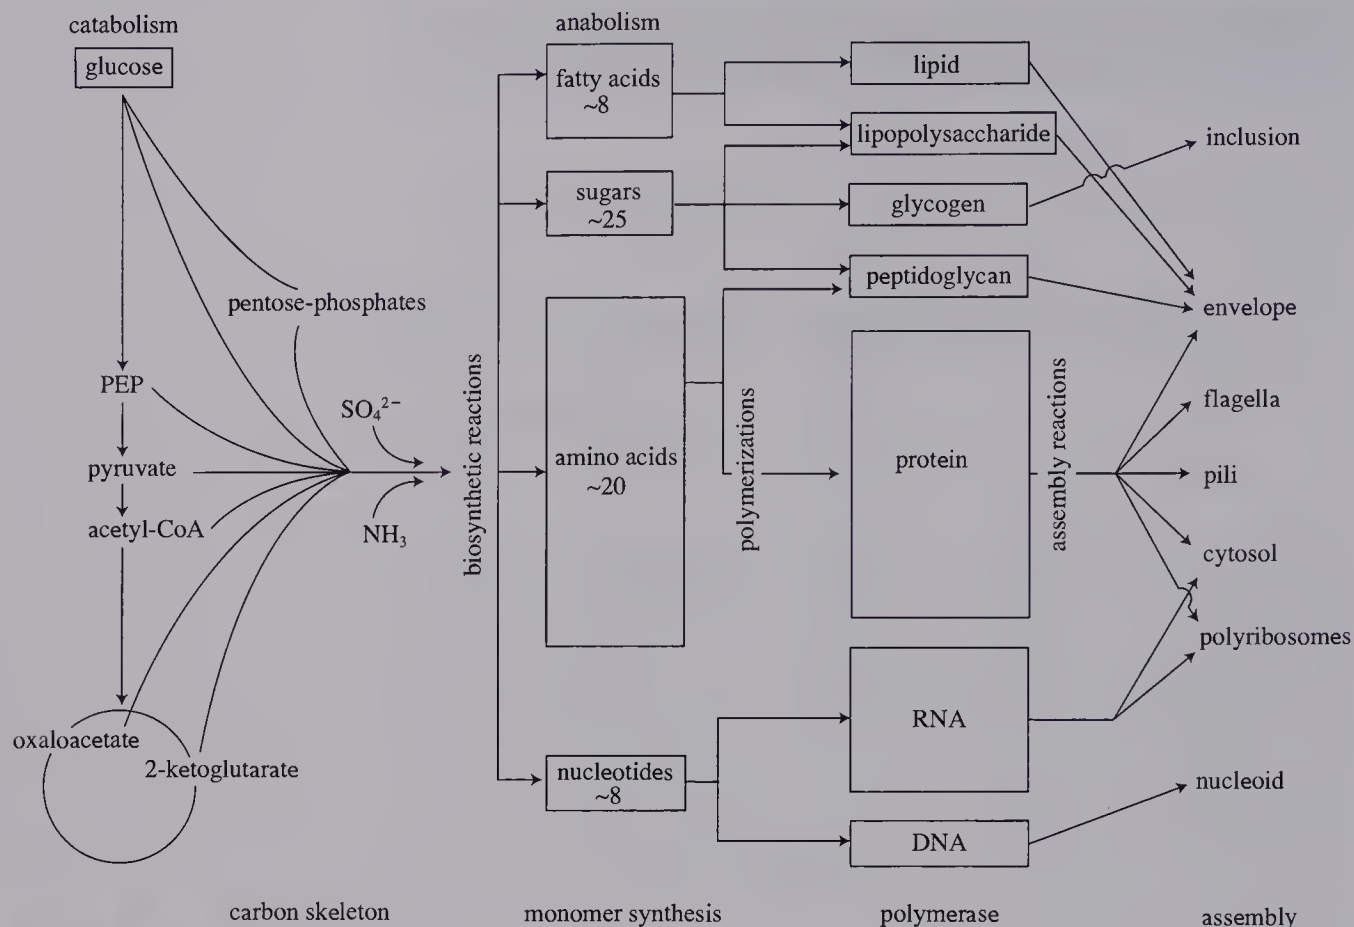 catabolism
glucose
pentose-phosphates
PEP
pyruvate
acetyl-CoA
oxaloacetate
2-ketoglutarate
SO₄²⁻
NH₃
biosynthetic reactions
anabolism
fatty acids
~8
sugars
~25
amino acids
~20
nucleotides
~8
polymerizations
lipid
lipopolysaccharide
glycogen
peptidoglycan
protein
RNA
DNA
assembly reactions
inclusion
envelope
flagella
pili
cytosol
polyribosomes
nucleoid
carbon skeleton
monomer synthesis
polymerase
assembly